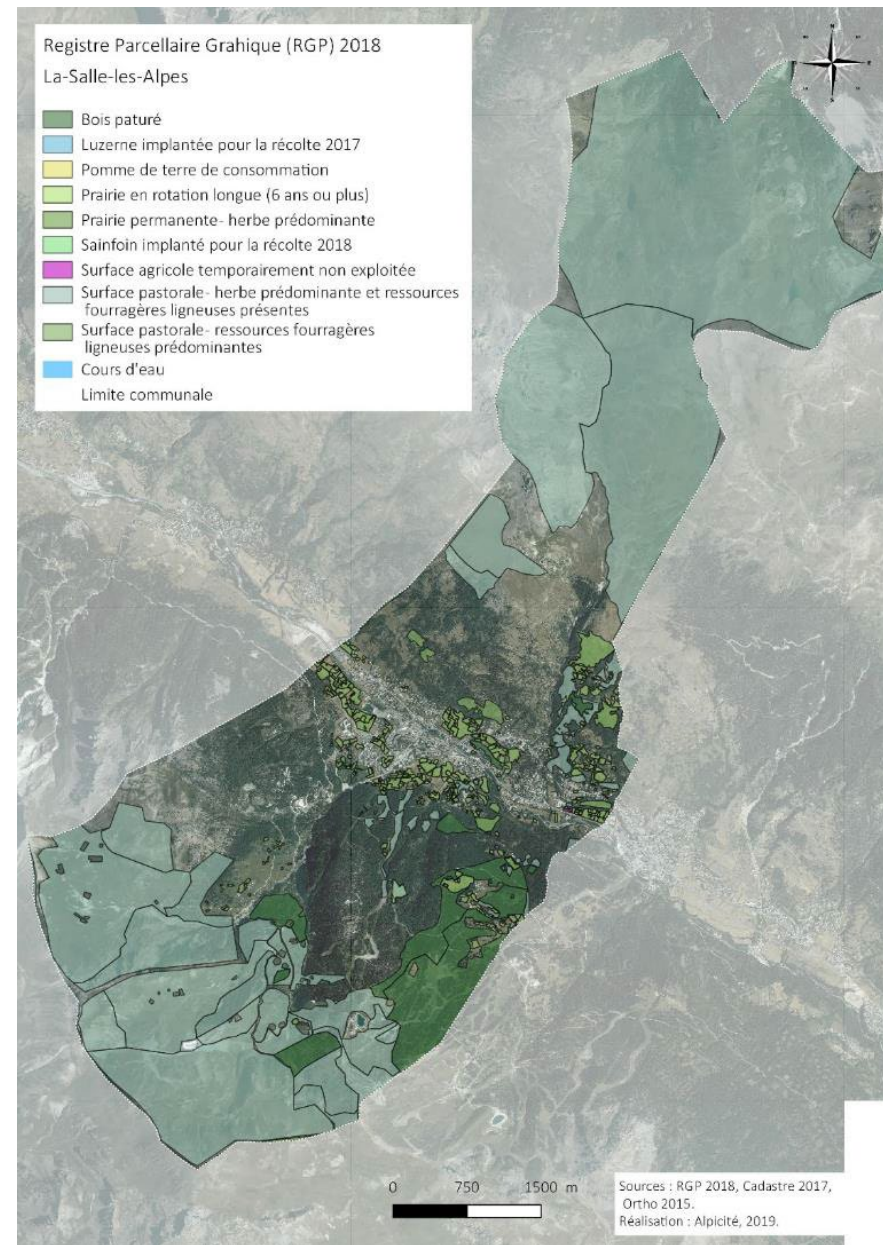 Registre Parcellaire Grahique (RGP) 2018
La-Salle-les-Alpes
Bois paturé
Luzerne implantée pour la récolte 2017
Pomme de terre de consommation
Prairie en rotation longue (6 ans ou plus)
Prairie permanente- herbe prédominante
Sainfoin implanté pour la récolte 2018
Surface agricole temporairement non exploitée
Surface pastorale- herbe prédominante et ressources
fourragères ligneuses présentes
Surface pastorale- ressources fourragères
ligneuses prédominantes
Cours d'eau
Limite communale
N
E
S
0 750 1500 m
Sources : RGP 2018, Cadastre 2017,
Ortho 2015.
Réalisation : Alpicité, 2019.